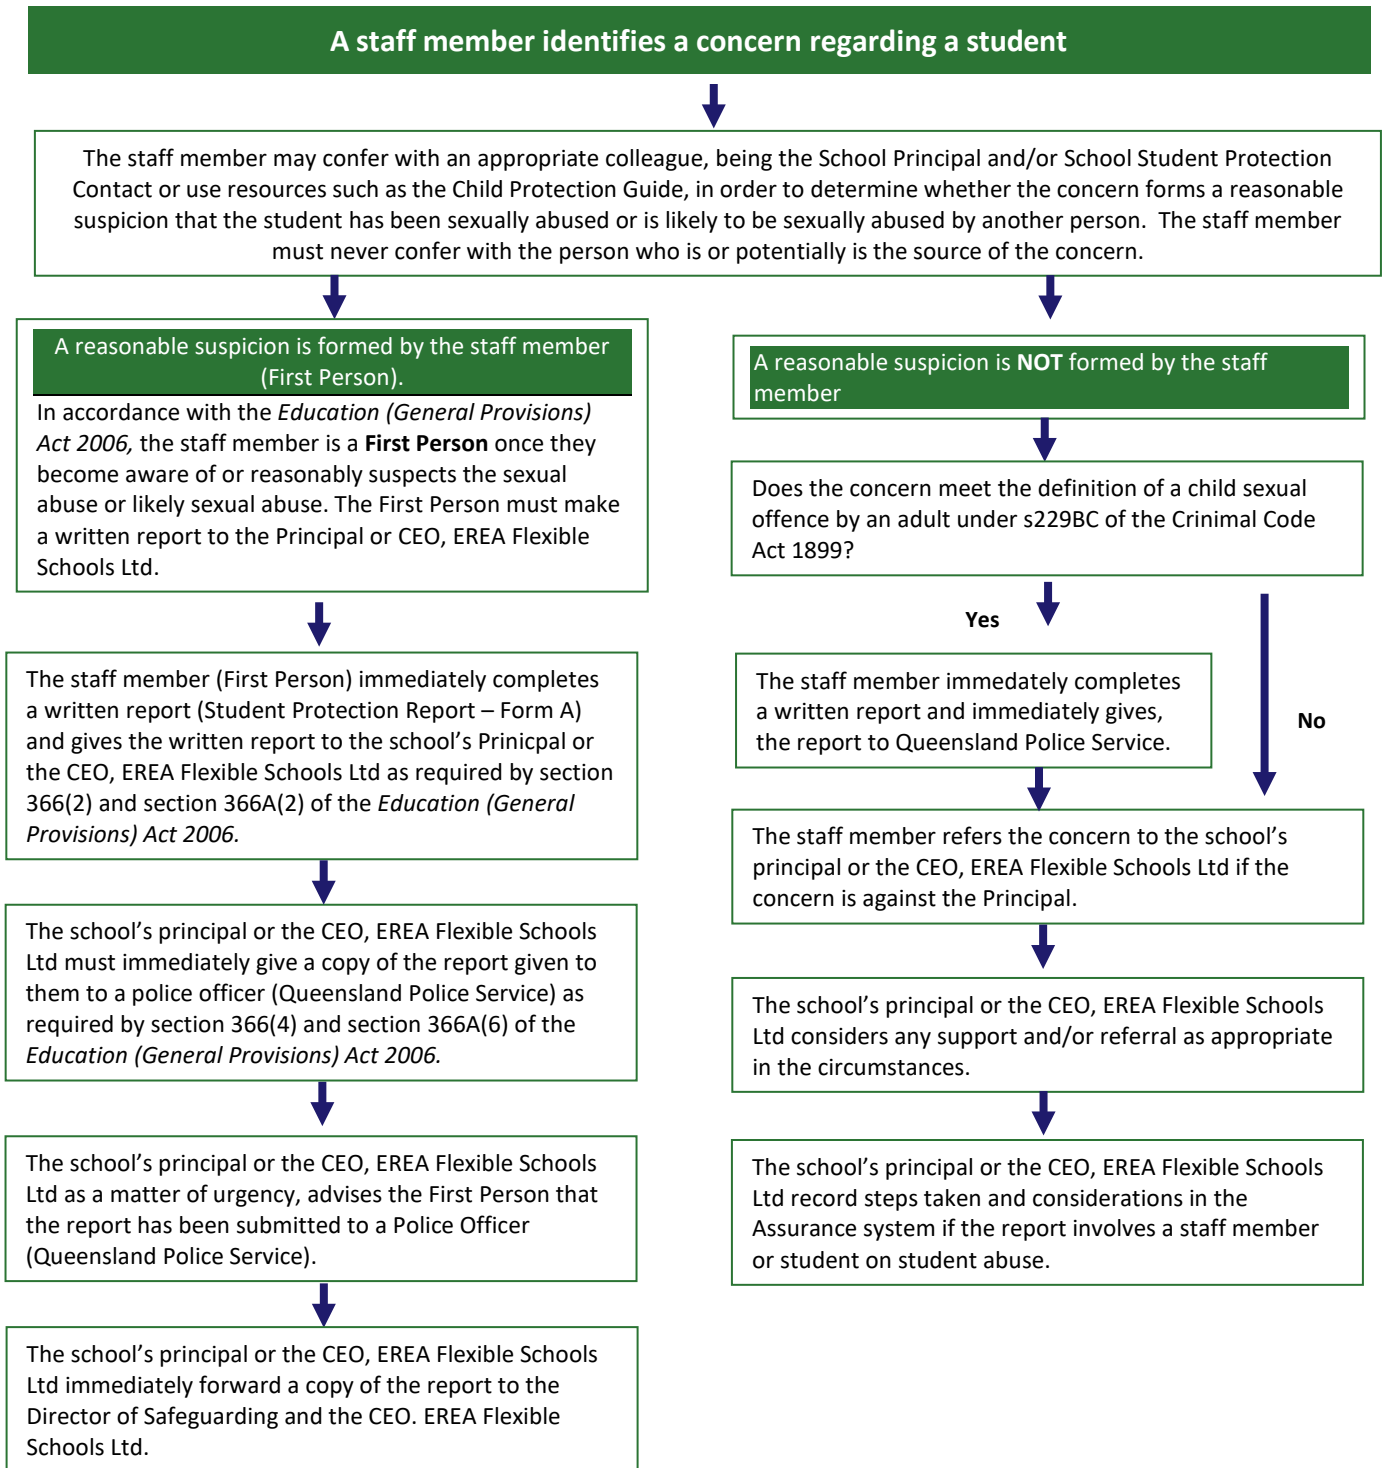 A staff member identifies a concern regarding a student
The staff member may confer with an appropriate colleague, being the School Principal and/or School Student Protection
Contact or use resources such as the Child Protection Guide, in order to determine whether the concern forms a reasonable
suspicion that the student has been sexually abused or is likely to be sexually abused by another person.  The staff member
must never confer with the person who is or potentially is the source of the concern.
A reasonable suspicion is formed by the staff member
(First Person).
In accordance with the Education (General Provisions)
Act 2006, the staff member is a First Person once they
become aware of or reasonably suspects the sexual
abuse or likely sexual abuse. The First Person must make
a written report to the Principal or CEO, EREA Flexible
Schools Ltd.
The staff member (First Person) immediately completes
a written report (Student Protection Report – Form A)
and gives the written report to the school’s Prinicpal or
the CEO, EREA Flexible Schools Ltd as required by section
366(2) and section 366A(2) of the Education (General
Provisions) Act 2006.
The school’s principal or the CEO, EREA Flexible Schools
Ltd must immediately give a copy of the report given to
them to a police officer (Queensland Police Service) as
required by section 366(4) and section 366A(6) of the
Education (General Provisions) Act 2006.
The school’s principal or the CEO, EREA Flexible Schools
Ltd as a matter of urgency, advises the First Person that
the report has been submitted to a Police Officer
(Queensland Police Service).
The school’s principal or the CEO, EREA Flexible Schools
Ltd immediately forward a copy of the report to the
Director of Safeguarding and the CEO. EREA Flexible
Schools Ltd.
A reasonable suspicion is NOT formed by the staff
member
Does the concern meet the definition of a child sexual
offence by an adult under s229BC of the Crinimal Code
Act 1899?
Yes
No
The staff member immedately completes
a written report and immediately gives,
the report to Queensland Police Service.
The staff member refers the concern to the school’s
principal or the CEO, EREA Flexible Schools Ltd if the
concern is against the Principal.
The school’s principal or the CEO, EREA Flexible Schools
Ltd considers any support and/or referral as appropriate
in the circumstances.
The school’s principal or the CEO, EREA Flexible Schools
Ltd record steps taken and considerations in the
Assurance system if the report involves a staff member
or student on student abuse.